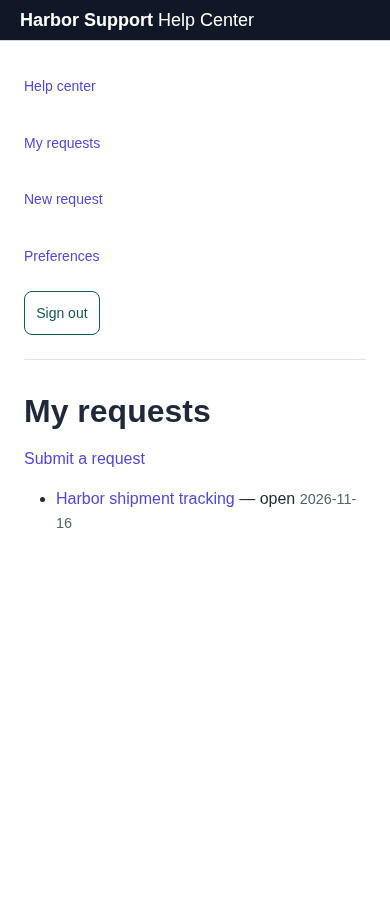 Harbor Support Help Center
Help center
My requests
New request
Preferences
Sign out
My requests
Submit a request
Harbor shipment tracking — open 2026-11-
16